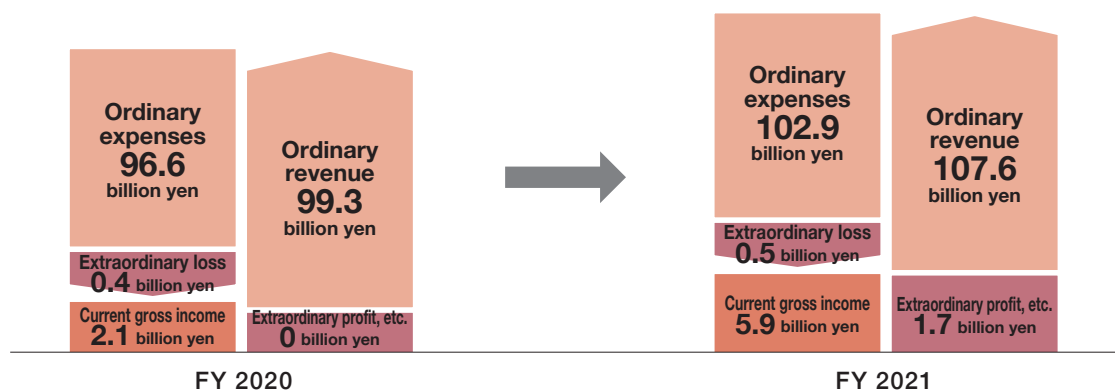 Ordinary
expenses
96.6
billion yen
Extraordinary loss
0.4 billion yen
Current gross income
2.1 billion yen
Ordinary
revenue
99.3
billion yen
Extraordinary profit, etc.
0 billion yen
FY 2020
Ordinary
expenses
102.9
billion yen
Extraordinary loss
0.5 billion yen
Current gross income
5.9 billion yen
Ordinary
revenue
107.6
billion yen
Extraordinary profit, etc.
1.7 billion yen
FY 2021